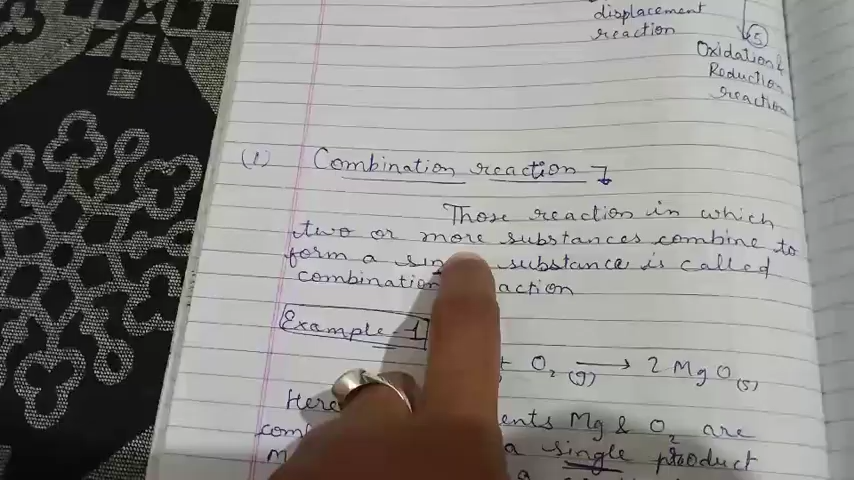 displacement
reaction
5
Oxidation &
Reduction
reaction
(1) Combination reaction
Those reaction in which
two or more substances combine to
form a substance is called
combination
Example - 1
O2 (g) → 2 MgO(s)
Here Mg & O2 are
a single product
a